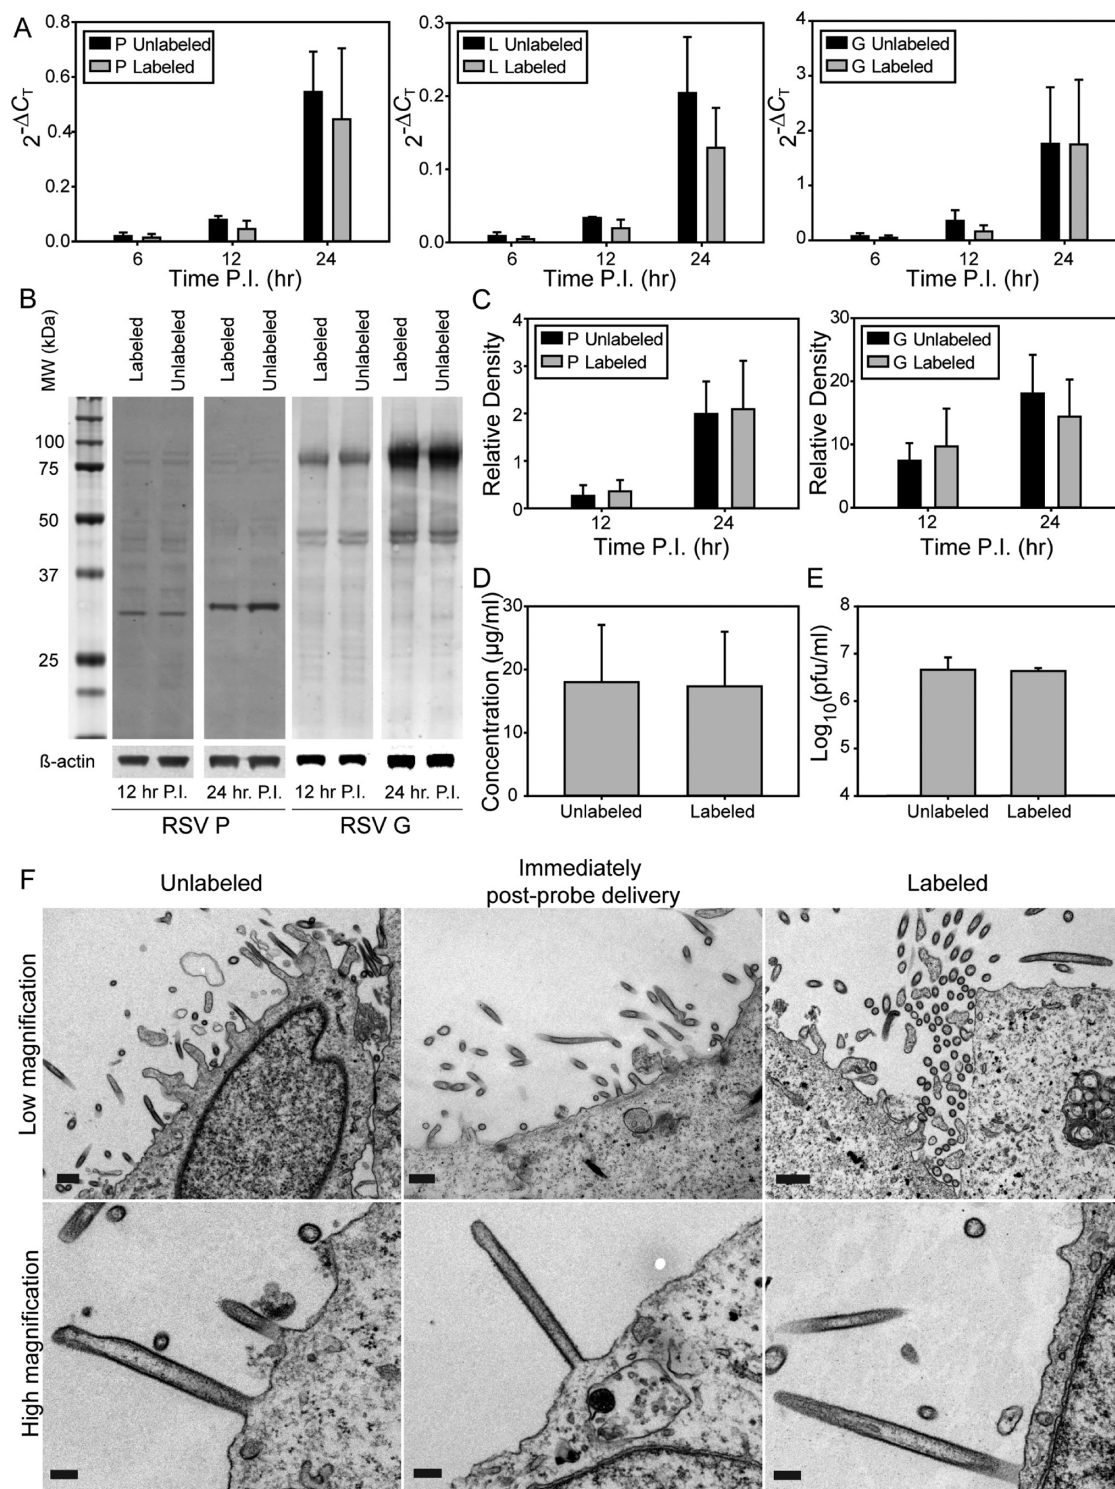 A
0.8
0.6
0.4
0.2
0.0
2-ΔCT
P Unlabeled
P Labeled
6 12 24
Time P.I. (hr)
0.3
0.2
0.1
0.0
2-ΔCT
L Unlabeled
L Labeled
6 12 24
Time P.I. (hr)
4
3
2
1
0
2-ΔCT
G Unlabeled
G Labeled
6 12 24
Time P.I. (hr)
B
MW (kDa)
Labeled
Unlabeled
Labeled
Unlabeled
Labeled
Unlabeled
Labeled
Unlabeled
100
75
50
37
25
ß-actin
12 hr P.I. 24 hr. P.I. 12 hr P.I. 24 hr. P.I.
RSV P RSV G
C
Relative Density
4
3
2
1
0
P Unlabeled
P Labeled
12 24
Time P.I. (hr)
Relative Density
30
20
10
0
G Unlabeled
G Labeled
12 24
Time P.I. (hr)
D
Concentration (µg/ml)
30
20
10
0
Unlabeled Labeled
E
Log10(pfu/ml)
8
7
6
5
4
Unlabeled Labeled
F
Unlabeled
Immediately
post-probe delivery
Labeled
Low magnification
High magnification